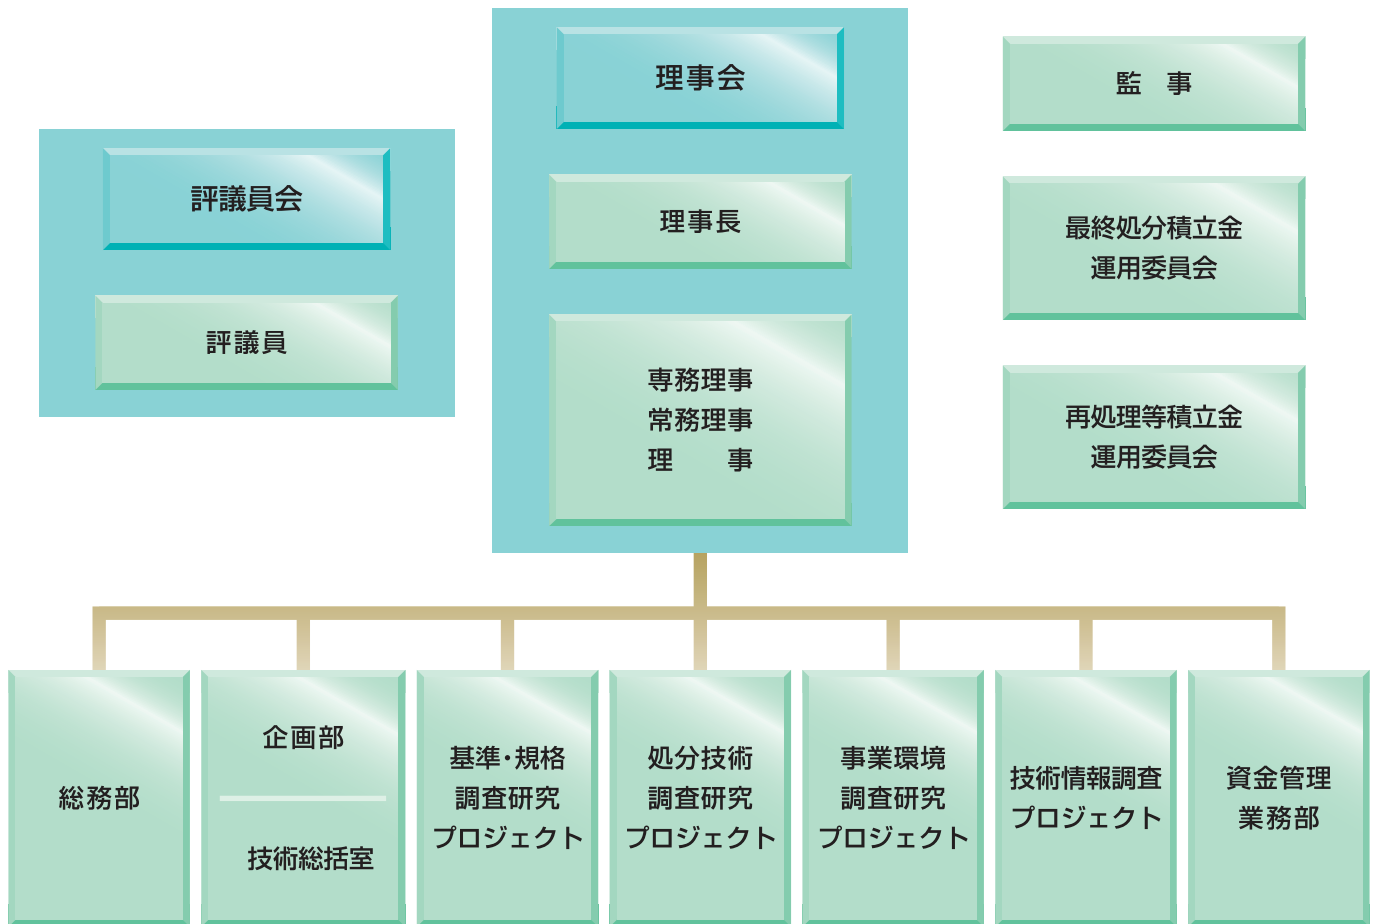 評議員会
評議員
理事会
理事長
専務理事
常務理事
理　　事
監　事
最終処分積立金
運用委員会
再処理等積立金
運用委員会
総務部
企画部
技術総括室
基準・規格
調査研究
プロジェクト
処分技術
調査研究
プロジェクト
事業環境
調査研究
プロジェクト
技術情報調査
プロジェクト
資金管理
業務部